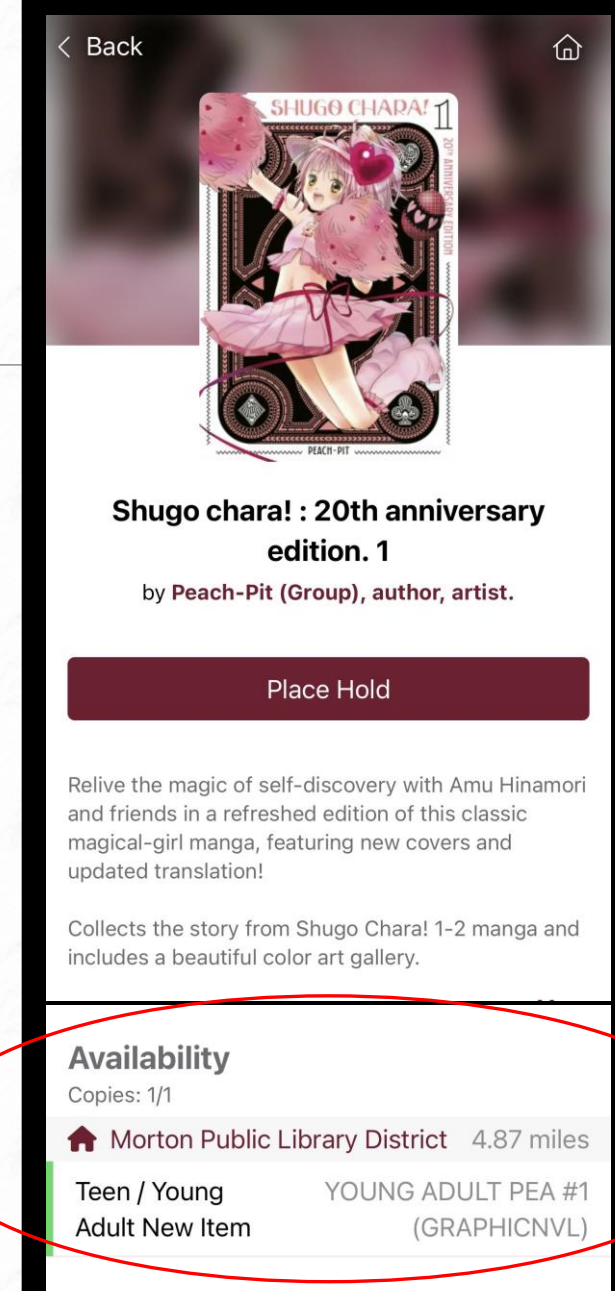 Back
SHUGO CHARA! 1
20TH ANNIVERSARY EDITION
PEACH-PIT
Shugo chara! : 20th anniversary
edition. 1
by Peach-Pit (Group), author, artist.
Place Hold
Relive the magic of self-discovery with Amu Hinamori
and friends in a refreshed edition of this classic
magical-girl manga, featuring new covers and
updated translation!
Collects the story from Shugo Chara! 1-2 manga and
includes a beautiful color art gallery.
Availability
Copies: 1/1
Morton Public Library District 4.87 miles
Teen / Young YOUNG ADULT PEA #1
Adult New Item (GRAPHICNVL)